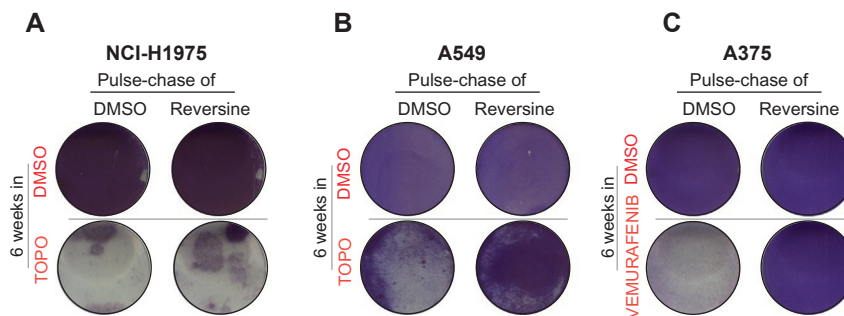 A
NCI-H1975
Pulse-chase of
DMSO Reversine
6 weeks in
DMSO
TOPO
B
A549
Pulse-chase of
DMSO Reversine
6 weeks in
DMSO
TOPO
C
A375
Pulse-chase of
DMSO Reversine
6 weeks in
DMSO
VEMURAFENIB